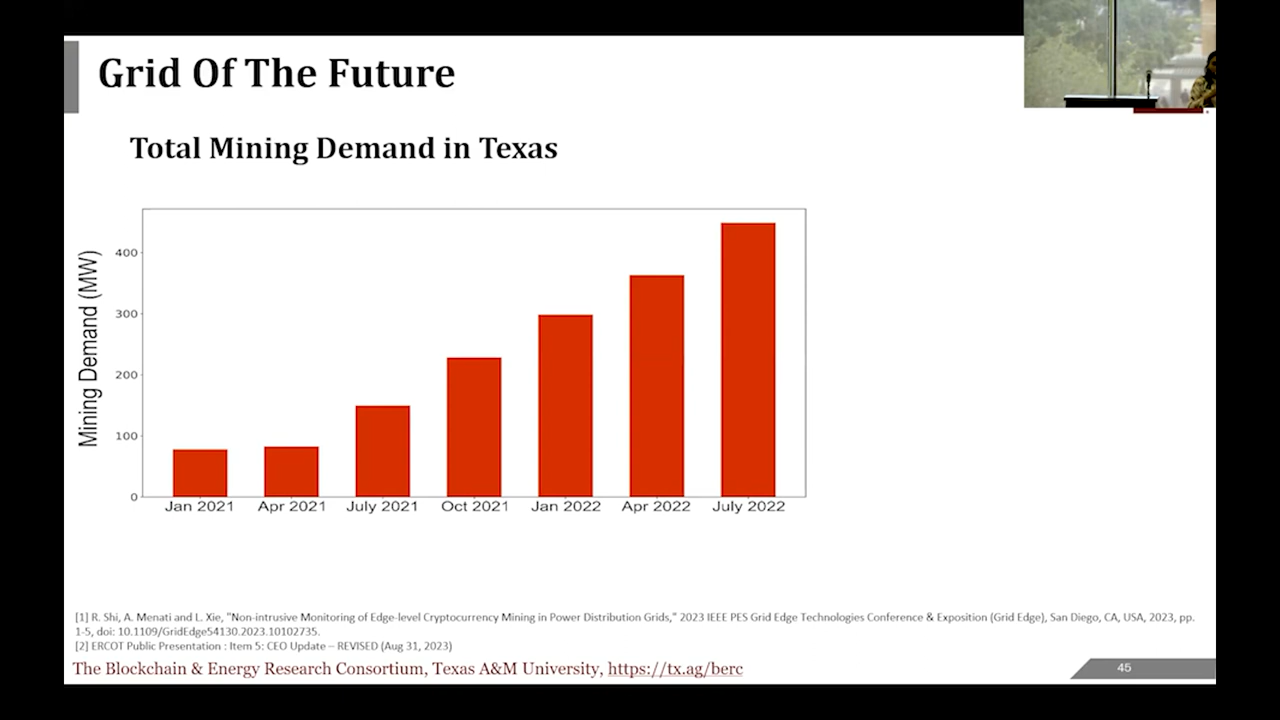 Grid Of The Future
Total Mining Demand in Texas
Mining Demand (MW)
400
300
200
100
0
Jan 2021 Apr 2021 July 2021 Oct 2021 Jan 2022 Apr 2022 July 2022
[1] R. Shi, A. Menati and L. Xie, "Non-intrusive Monitoring of Edge-level Cryptocurrency Mining in Power Distribution Grids," 2023 IEEE PES Grid Edge Technologies Conference & Exposition (Grid Edge), San Diego, CA, USA, 2023, pp.
1-5, doi: 10.1109/GridEdge54130.2023.10102735.
[2] ERCOT Public Presentation : Item 5: CEO Update – REVISED (Aug 31, 2023)
The Blockchain & Energy Research Consortium, Texas A&M University, https://tx.ag/berc
45